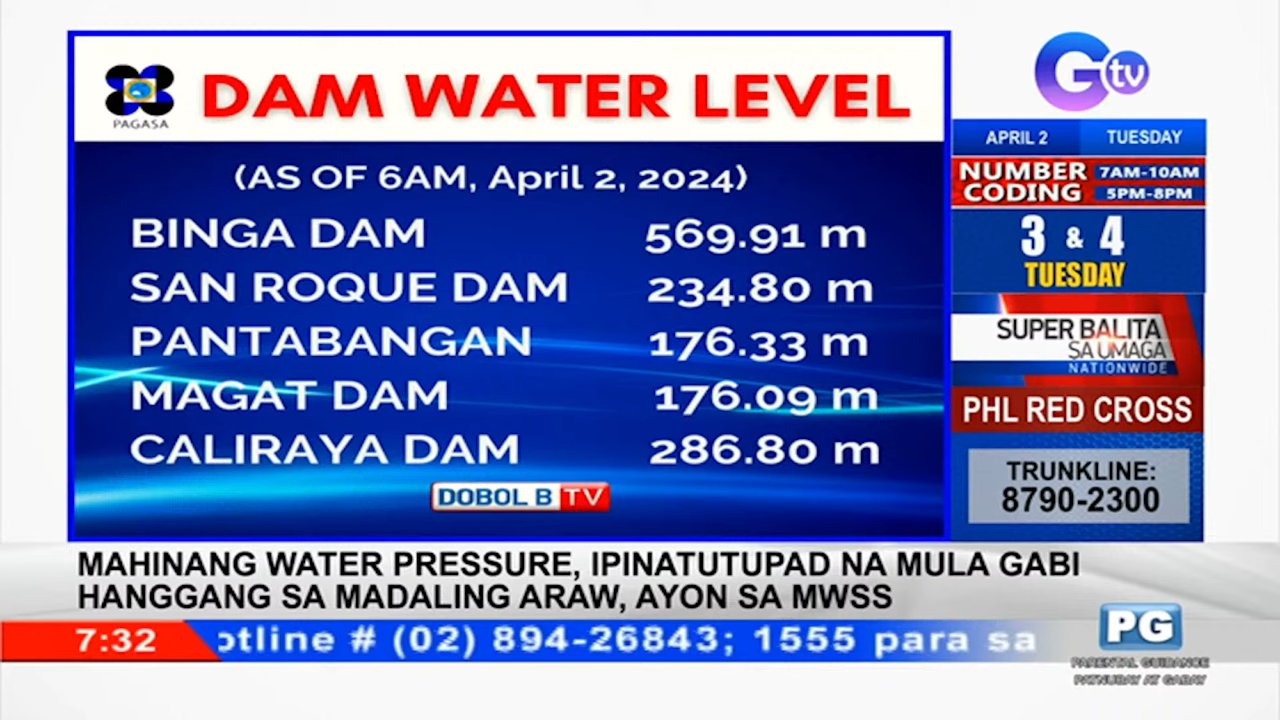 PAGASA
DAM WATER LEVEL
(AS OF 6AM, April 2, 2024)
BINGA DAM 569.91 m
SAN ROQUE DAM 234.80 m
PANTABANGAN 176.33 m
MAGAT DAM 176.09 m
CALIRAYA DAM 286.80 m
DOBOL B TV
Gtv
APRIL 2 TUESDAY
NUMBER CODING 7AM-10AM
5PM-8PM
3 & 4
TUESDAY
SUPER BALITA
SA UMAGA
NATIONWIDE
PHL RED CROSS
TRUNKLINE:
8790-2300
MAHINANG WATER PRESSURE, IPINATUTUPAD NA MULA GABI
HANGGANG SA MADALING ARAW, AYON SA MWSS
7:32 otline # (02) 894-26843; 1555 para sa
PG
PARENTAL GUIDANCE
PATNUBAY AT GABAY